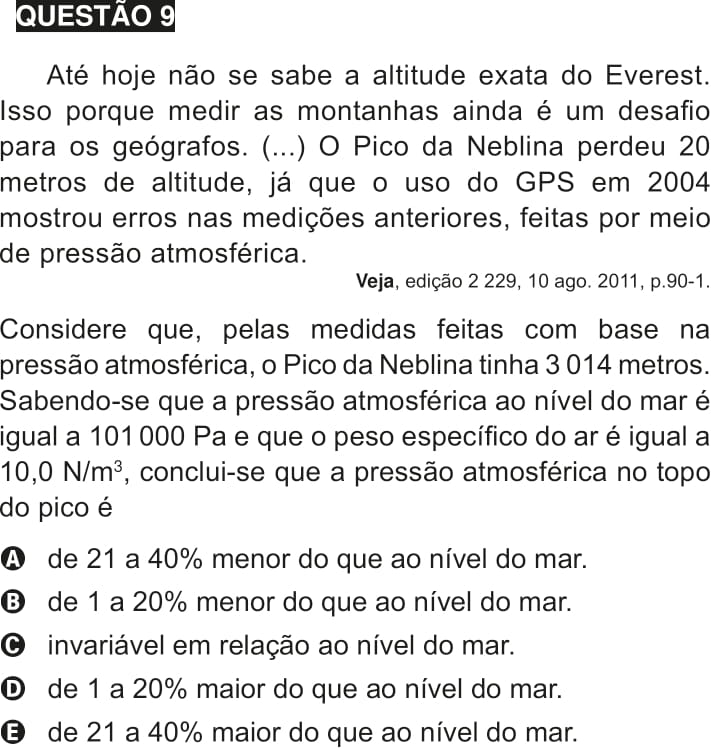 QUESTÃO 9
Até hoje não se sabe a altitude exata do Everest.
Isso porque medir as montanhas ainda é um desafio
para os geógrafos. (...) O Pico da Neblina perdeu 20
metros de altitude, já que o uso do GPS em 2004
mostrou erros nas medições anteriores, feitas por meio
de pressão atmosférica.
Veja, edição 2 229, 10 ago. 2011, p.90-1.
Considere que, pelas medidas feitas com base na
pressão atmosférica, o Pico da Neblina tinha 3 014 metros.
Sabendo-se que a pressão atmosférica ao nível do mar é
igual a 101 000 Pa e que o peso específico do ar é igual a
10,0 N/m³, conclui-se que a pressão atmosférica no topo
do pico é
A de 21 a 40% menor do que ao nível do mar.
B de 1 a 20% menor do que ao nível do mar.
C invariável em relação ao nível do mar.
D de 1 a 20% maior do que ao nível do mar.
E de 21 a 40% maior do que ao nível do mar.